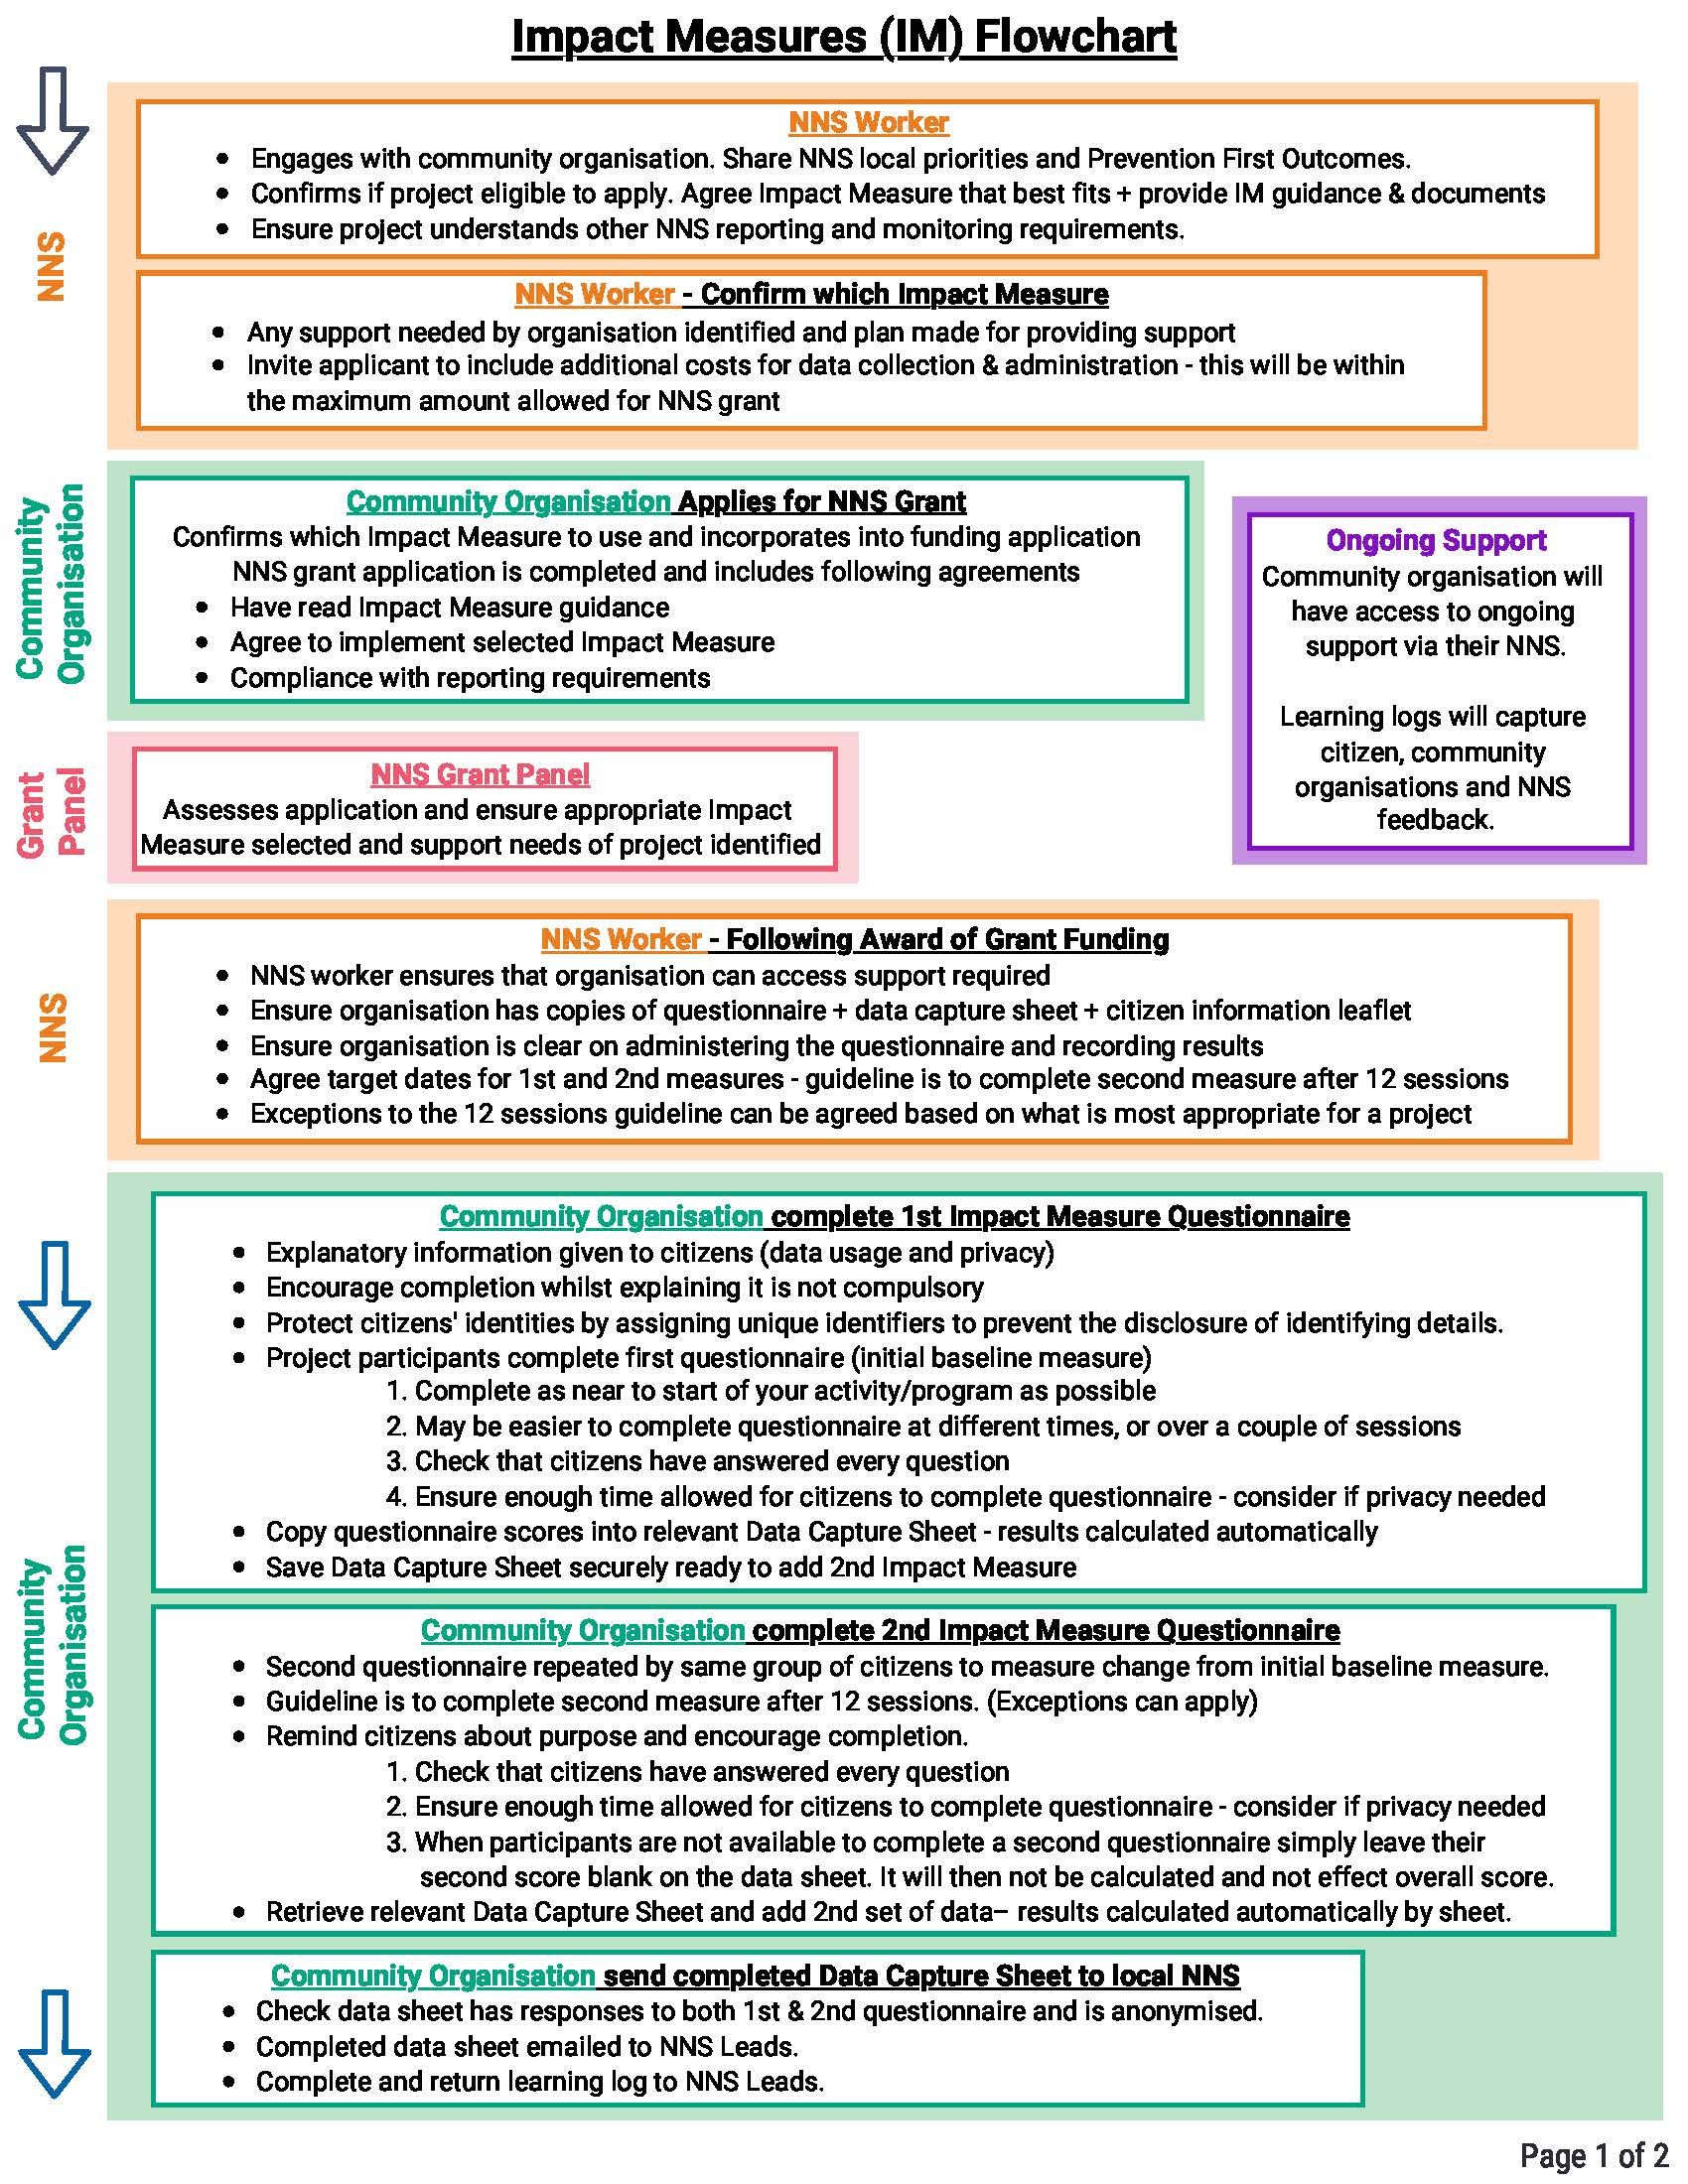 Impact Measures (IM) Flowchart
NNS
NNS Worker
• Engages with community organisation. Share NNS local priorities and Prevention First Outcomes.
• Confirms if project eligible to apply. Agree Impact Measure that best fits + provide IM guidance & documents
• Ensure project understands other NNS reporting and monitoring requirements.
NNS Worker - Confirm which Impact Measure
• Any support needed by organisation identified and plan made for providing support
• Invite applicant to include additional costs for data collection & administration - this will be within
the maximum amount allowed for NNS grant
Community
Organisation
Community Organisation Applies for NNS Grant
Confirms which Impact Measure to use and incorporates into funding application
NNS grant application is completed and includes following agreements
• Have read Impact Measure guidance
• Agree to implement selected Impact Measure
• Compliance with reporting requirements
Ongoing Support
Community organisation will
have access to ongoing
support via their NNS.
Learning logs will capture
citizen, community
organisations and NNS
feedback.
Grant
Panel
NNS Grant Panel
Assesses application and ensure appropriate Impact
Measure selected and support needs of project identified
NNS
NNS Worker - Following Award of Grant Funding
• NNS worker ensures that organisation can access support required
• Ensure organisation has copies of questionnaire + data capture sheet + citizen information leaflet
• Ensure organisation is clear on administering the questionnaire and recording results
• Agree target dates for 1st and 2nd measures - guideline is to complete second measure after 12 sessions
• Exceptions to the 12 sessions guideline can be agreed based on what is most appropriate for a project
Community
Organisation
Community Organisation complete 1st Impact Measure Questionnaire
• Explanatory information given to citizens (data usage and privacy)
• Encourage completion whilst explaining it is not compulsory
• Protect citizens' identities by assigning unique identifiers to prevent the disclosure of identifying details.
• Project participants complete first questionnaire (initial baseline measure)
1. Complete as near to start of your activity/program as possible
2. May be easier to complete questionnaire at different times, or over a couple of sessions
3. Check that citizens have answered every question
4. Ensure enough time allowed for citizens to complete questionnaire - consider if privacy needed
• Copy questionnaire scores into relevant Data Capture Sheet - results calculated automatically
• Save Data Capture Sheet securely ready to add 2nd Impact Measure
Community Organisation complete 2nd Impact Measure Questionnaire
• Second questionnaire repeated by same group of citizens to measure change from initial baseline measure.
• Guideline is to complete second measure after 12 sessions. (Exceptions can apply)
• Remind citizens about purpose and encourage completion.
1. Check that citizens have answered every question
2. Ensure enough time allowed for citizens to complete questionnaire - consider if privacy needed
3. When participants are not available to complete a second questionnaire simply leave their
second score blank on the data sheet. It will then not be calculated and not effect overall score.
• Retrieve relevant Data Capture Sheet and add 2nd set of data– results calculated automatically by sheet.
Community Organisation send completed Data Capture Sheet to local NNS
• Check data sheet has responses to both 1st & 2nd questionnaire and is anonymised.
• Completed data sheet emailed to NNS Leads.
• Complete and return learning log to NNS Leads.
Page 1 of 2